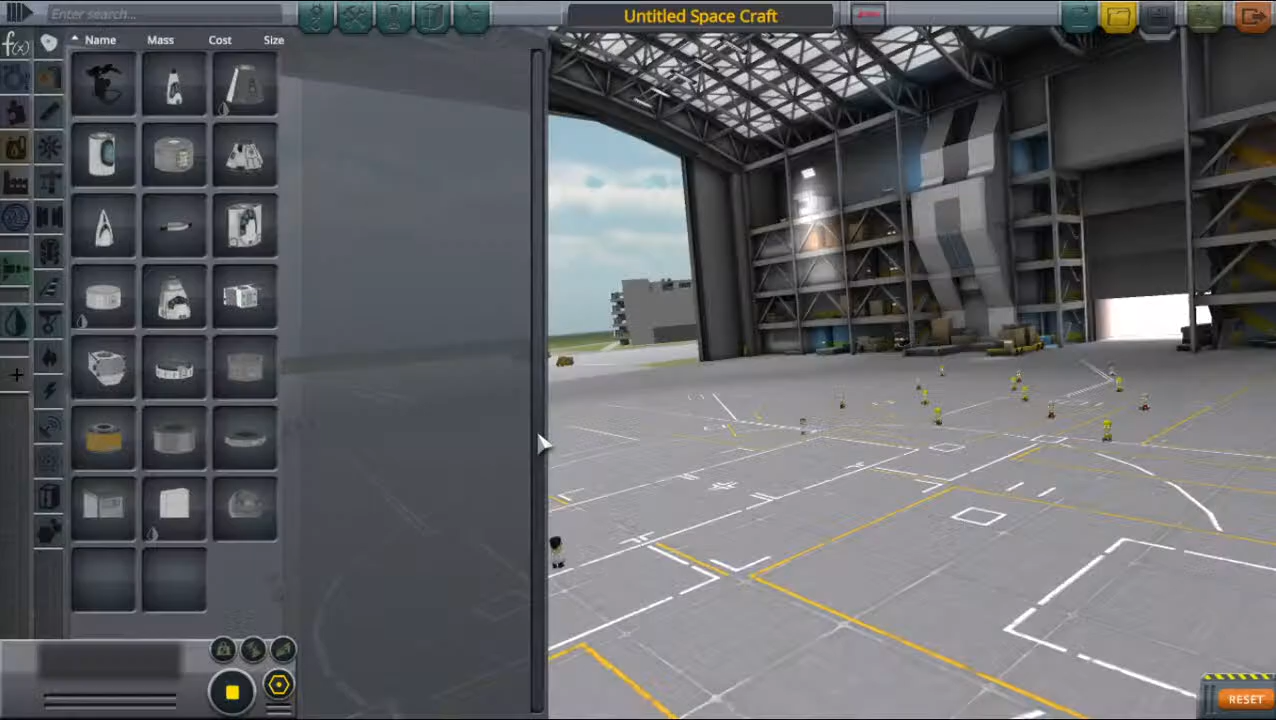 Enter search...
Untitled Space Craft
f(x)
Name
Mass
Cost
Size
RESET